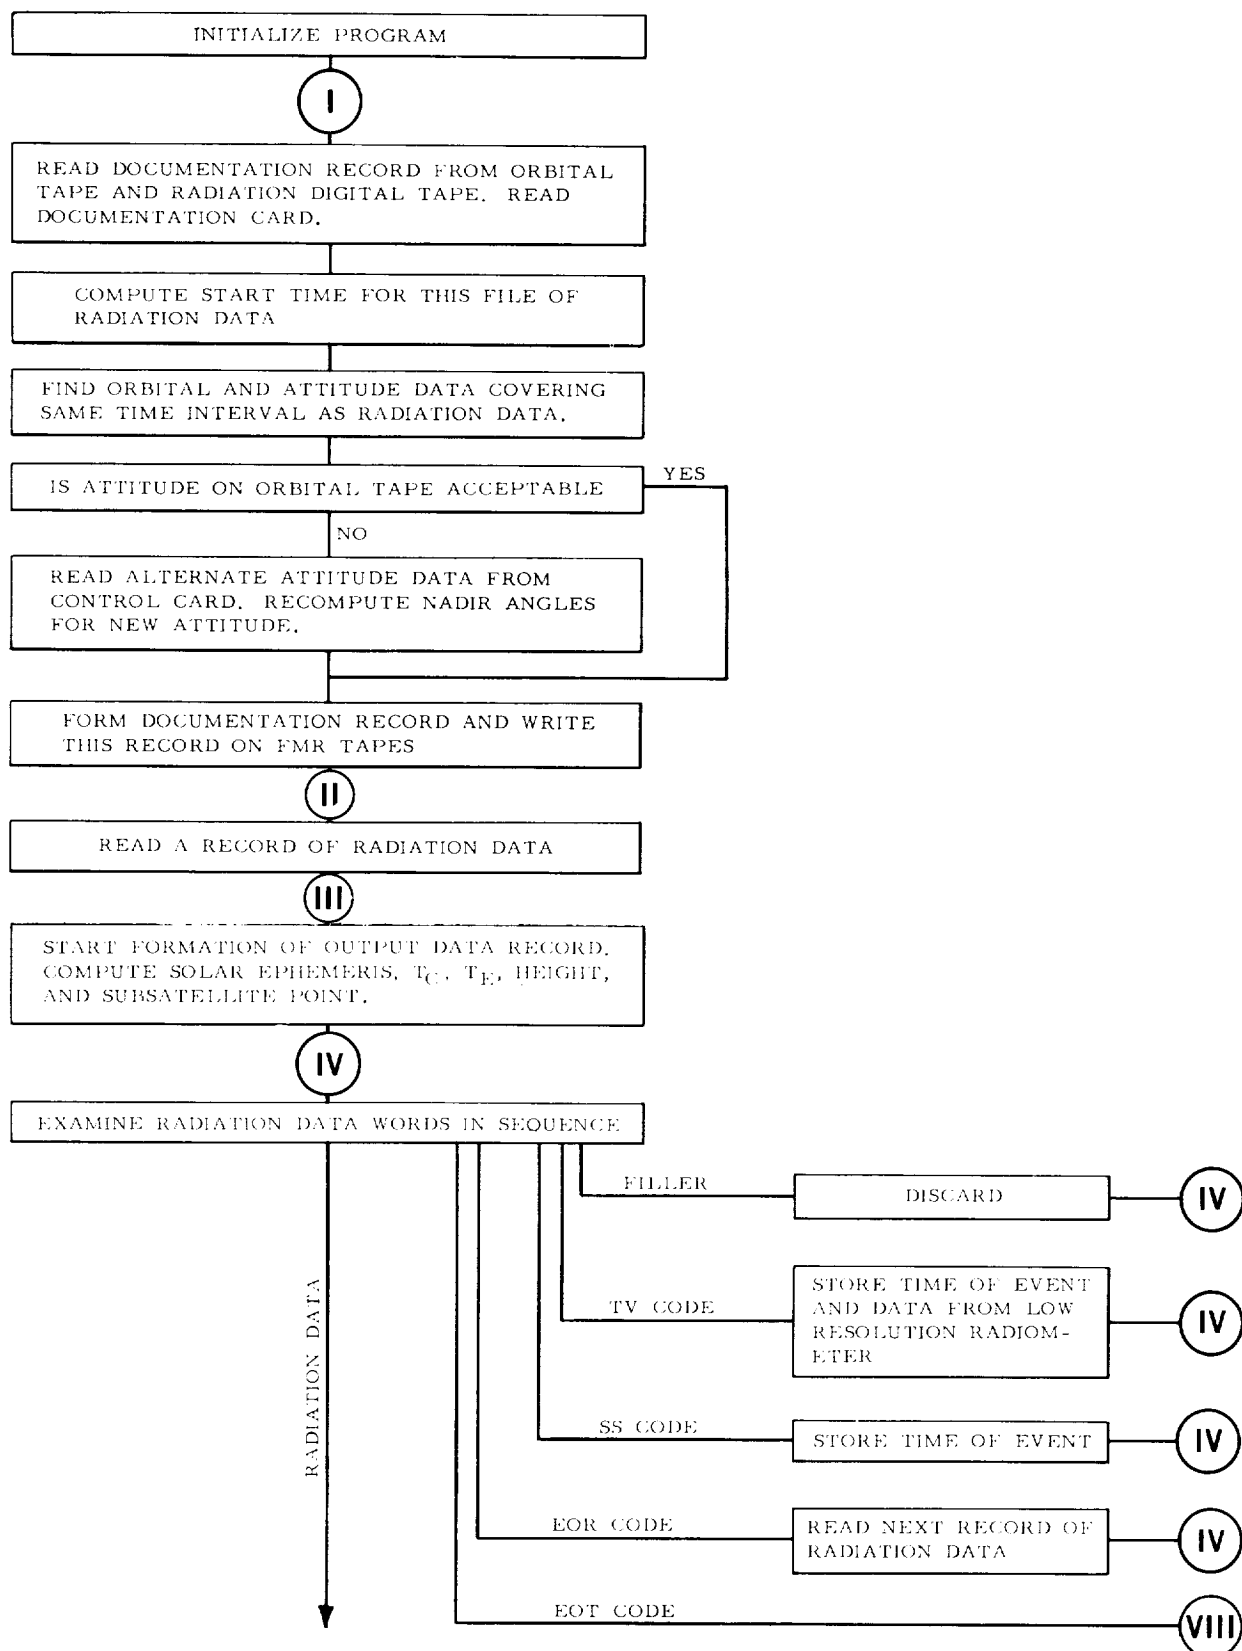 INITIALIZE PROGRAM
I
READ DOCUMENTATION RECORD FROM ORBITAL
TAPE AND RADIATION DIGITAL TAPE. READ
DOCUMENTATION CARD.
COMPUTE START TIME FOR THIS FILE OF
RADIATION DATA
FIND ORBITAL AND ATTITUDE DATA COVERING
SAME TIME INTERVAL AS RADIATION DATA.
IS ATTITUDE ON ORBITAL TAPE ACCEPTABLE
YES
NO
READ ALTERNATE ATTITUDE DATA FROM
CONTROL CARD. RECOMPUTE NADIR ANGLES
FOR NEW ATTITUDE.
FORM DOCUMENTATION RECORD AND WRITE
THIS RECORD ON FMR TAPES
II
READ A RECORD OF RADIATION DATA
III
START FORMATION OF OUTPUT DATA RECORD.
COMPUTE SOLAR EPHEMERIS, TC, TE, HEIGHT,
AND SUBSATELLITE POINT.
IV
EXAMINE RADIATION DATA WORDS IN SEQUENCE
FILLER
DISCARD
IV
TV CODE
STORE TIME OF EVENT
AND DATA FROM LOW
RESOLUTION RADIOM-
ETER
IV
RADIATION DATA
SS CODE
STORE TIME OF EVENT
IV
EOR CODE
READ NEXT RECORD OF
RADIATION DATA
IV
EOT CODE
VIII